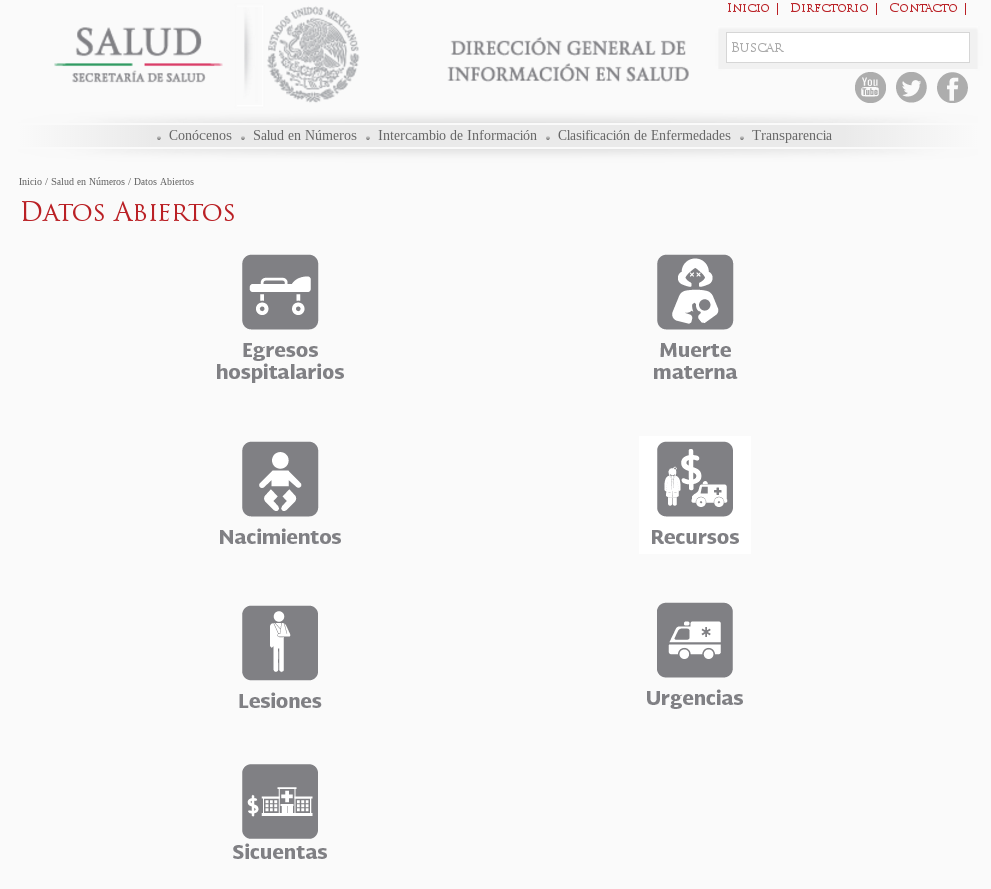 Inicio | Directorio | Contacto |
SALUD
SECRETARÍA DE SALUD
ESTADOS UNIDOS MEXICANOS
DIRECCIÓN GENERAL DE
INFORMACIÓN EN SALUD
Buscar
You
Tube
Conócenos
Salud en Números
Intercambio de Información
Clasificación de Enfermedades
Transparencia
Inicio / Salud en Números / Datos Abiertos
Datos Abiertos
Egresos
hospitalarios
Muerte
materna
Nacimientos
$
Recursos
Lesiones
Urgencias
$
Sicuentas